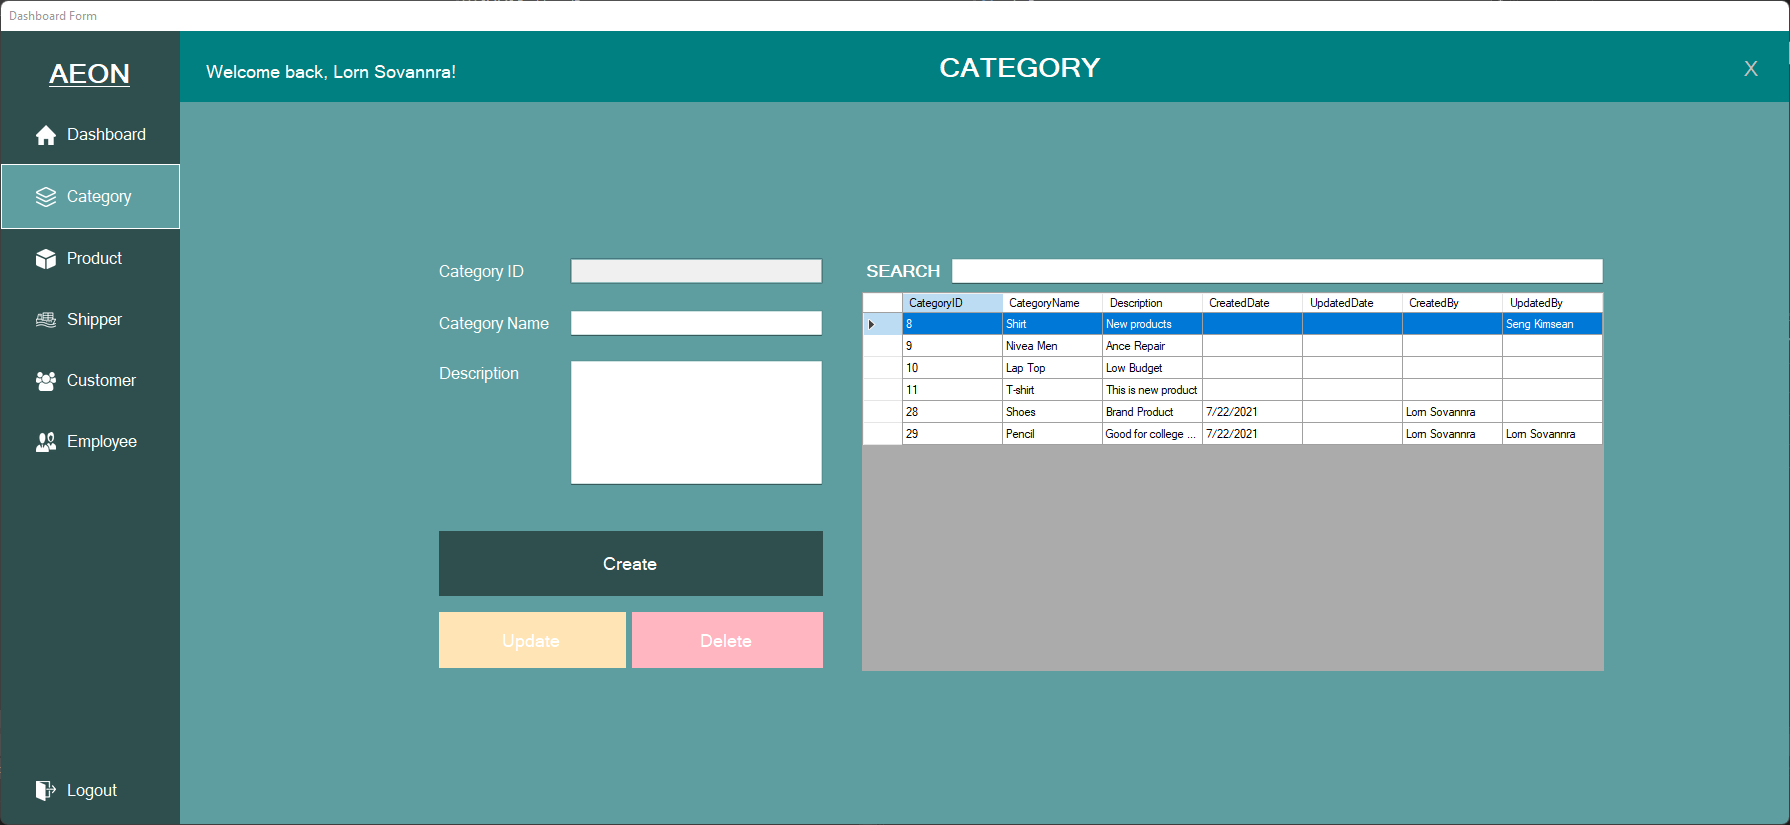 Dashboard Form
AEON
Welcome back, Lorn Sovannra!
CATEGORY
X
Dashboard
Category
Product
Shipper
Customer
Employee
Logout
Category ID
Category Name
Description
Create
Update
Delete
SEARCH
CategoryID CategoryName Description CreatedDate UpdatedDate CreatedBy UpdatedBy
8 Shirt New products Seng Kimsean
9 Nivea Men Ance Repair
10 Lap Top Low Budget
11 T-shirt This is new product
28 Shoes Brand Product 7/22/2021 Lorn Sovannra
29 Pencil Good for college ... 7/22/2021 Lorn Sovannra Lorn Sovannra